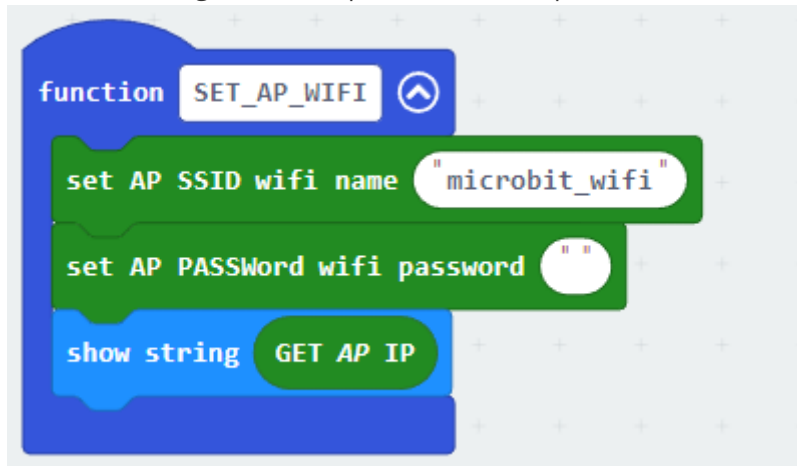 function SET_AP_WIFI
set AP SSID wifi name "microbit_wifi"
set AP PASSWord wifi password " "
show string GET AP IP